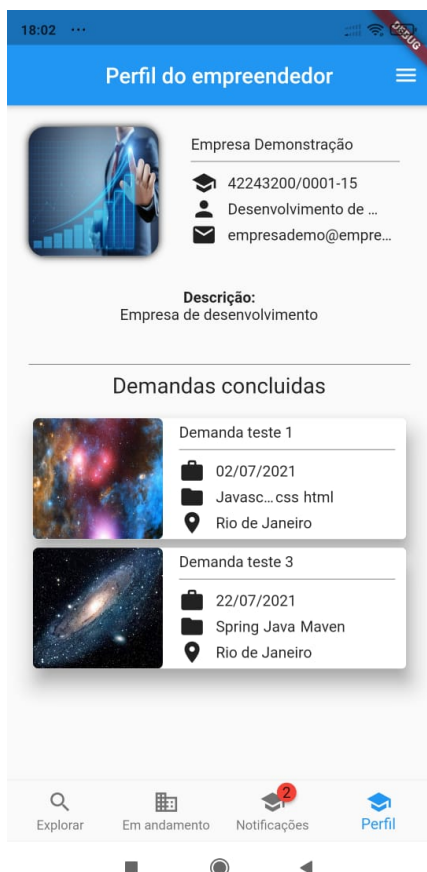 18:02 ...
DEBUG
Perfil do empreendedor
Empresa Demonstração
42243200/0001-15
Desenvolvimento de ...
empresademo@empre...
Descrição:
Empresa de desenvolvimento
Demandas concluidas
Demanda teste 1
02/07/2021
Javasc...css html
Rio de Janeiro
Demanda teste 3
22/07/2021
Spring Java Maven
Rio de Janeiro
2
Explorar
Em andamento
Notificações
Perfil